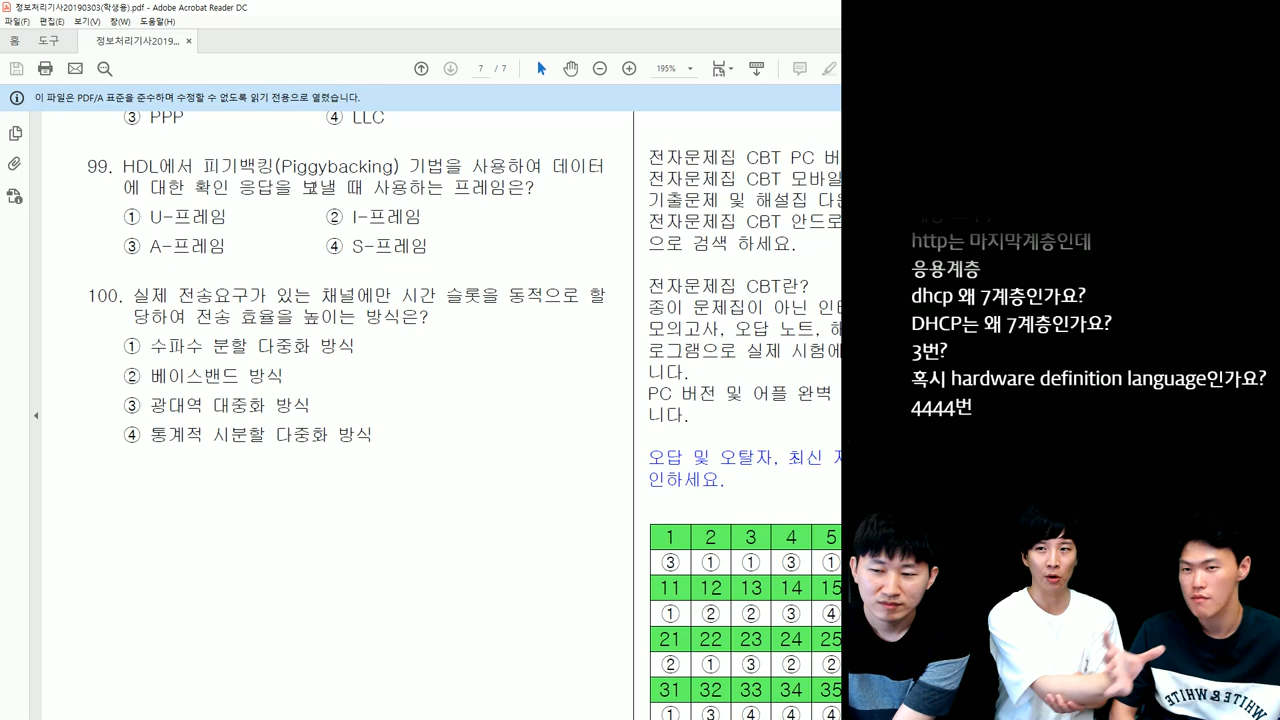 정보처리기사20190303(학생용).pdf - Adobe Acrobat Reader DC
파일(F) 편집(E) 보기(V) 창(W) 도움말(H)
홈 도구 정보처리기사2019... ×
7 / 7 195%
이 파일은 PDF/A 표준을 준수하며 수정할 수 없도록 읽기 전용으로 열렸습니다.
③ PPP ④ LLC
99. HDL에서 피기백킹(Piggybacking) 기법을 사용하여 데이터
에 대한 확인 응답을 보낼 때 사용하는 프레임은?
① U-프레임 ② I-프레임
③ A-프레임 ④ S-프레임
100. 실제 전송요구가 있는 채널에만 시간 슬롯을 동적으로 할
당하여 전송 효율을 높이는 방식은?
① 수파수 분할 다중화 방식
② 베이스밴드 방식
③ 광대역 대중화 방식
④ 통계적 시분할 다중화 방식
전자문제집 CBT PC 버
전자문제집 CBT 모바일
기출문제 및 해설집 다운
전자문제집 CBT 안드로
으로 검색 하세요.
전자문제집 CBT란?
종이 문제집이 아닌 인터
모의고사, 오답 노트, 해
로그램으로 실제 시험에
니다.
PC 버전 및 어플 완벽
니다.
오답 및 오탈자, 최신 자
인하세요.
1 2 3 4 5
③ ① ① ③ ①
11 12 13 14 15
① ② ② ③ ④
21 22 23 24 25
② ① ③ ② ②
31 32 33 34 35
① ③ ④ ④ ④
http는 마지막계층인데
응용계층
dhcp 왜 7계층인가요?
DHCP는 왜 7계층인가요?
3번?
혹시 hardware definition language인가요?
4444번
WHITE & WHITE